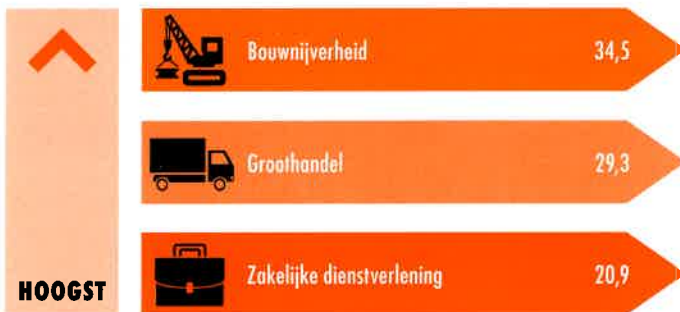 Bouwnijverheid 34,5
Groothandel 29,3
Zakelijke dienstverlening 20,9
HOOGST